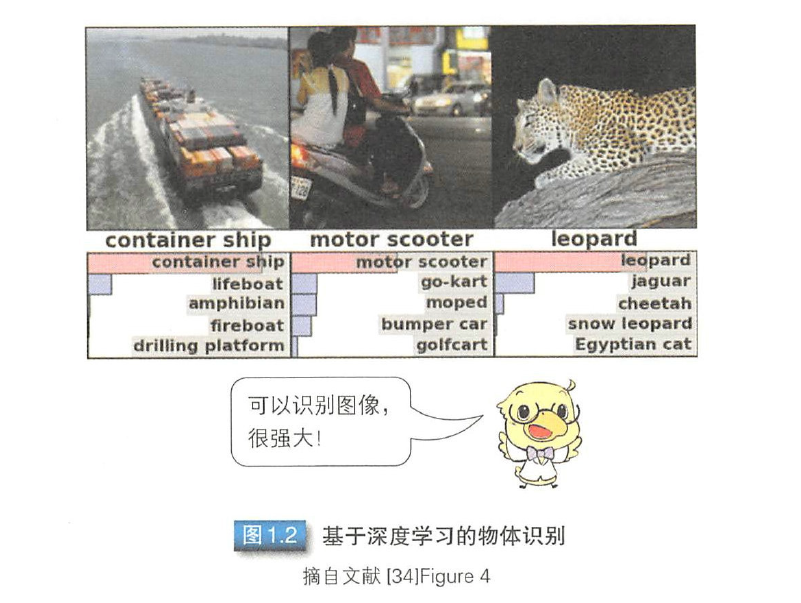 container ship
motor scooter
leopard
container ship
lifeboat
amphibian
fireboat
drilling platform
motor scooter
go-kart
moped
bumper car
golfcart
leopard
jaguar
cheetah
snow leopard
Egyptian cat
可以识别图像，
很强大！
图 1.2 基于深度学习的物体识别
摘自文献 [34]Figure 4